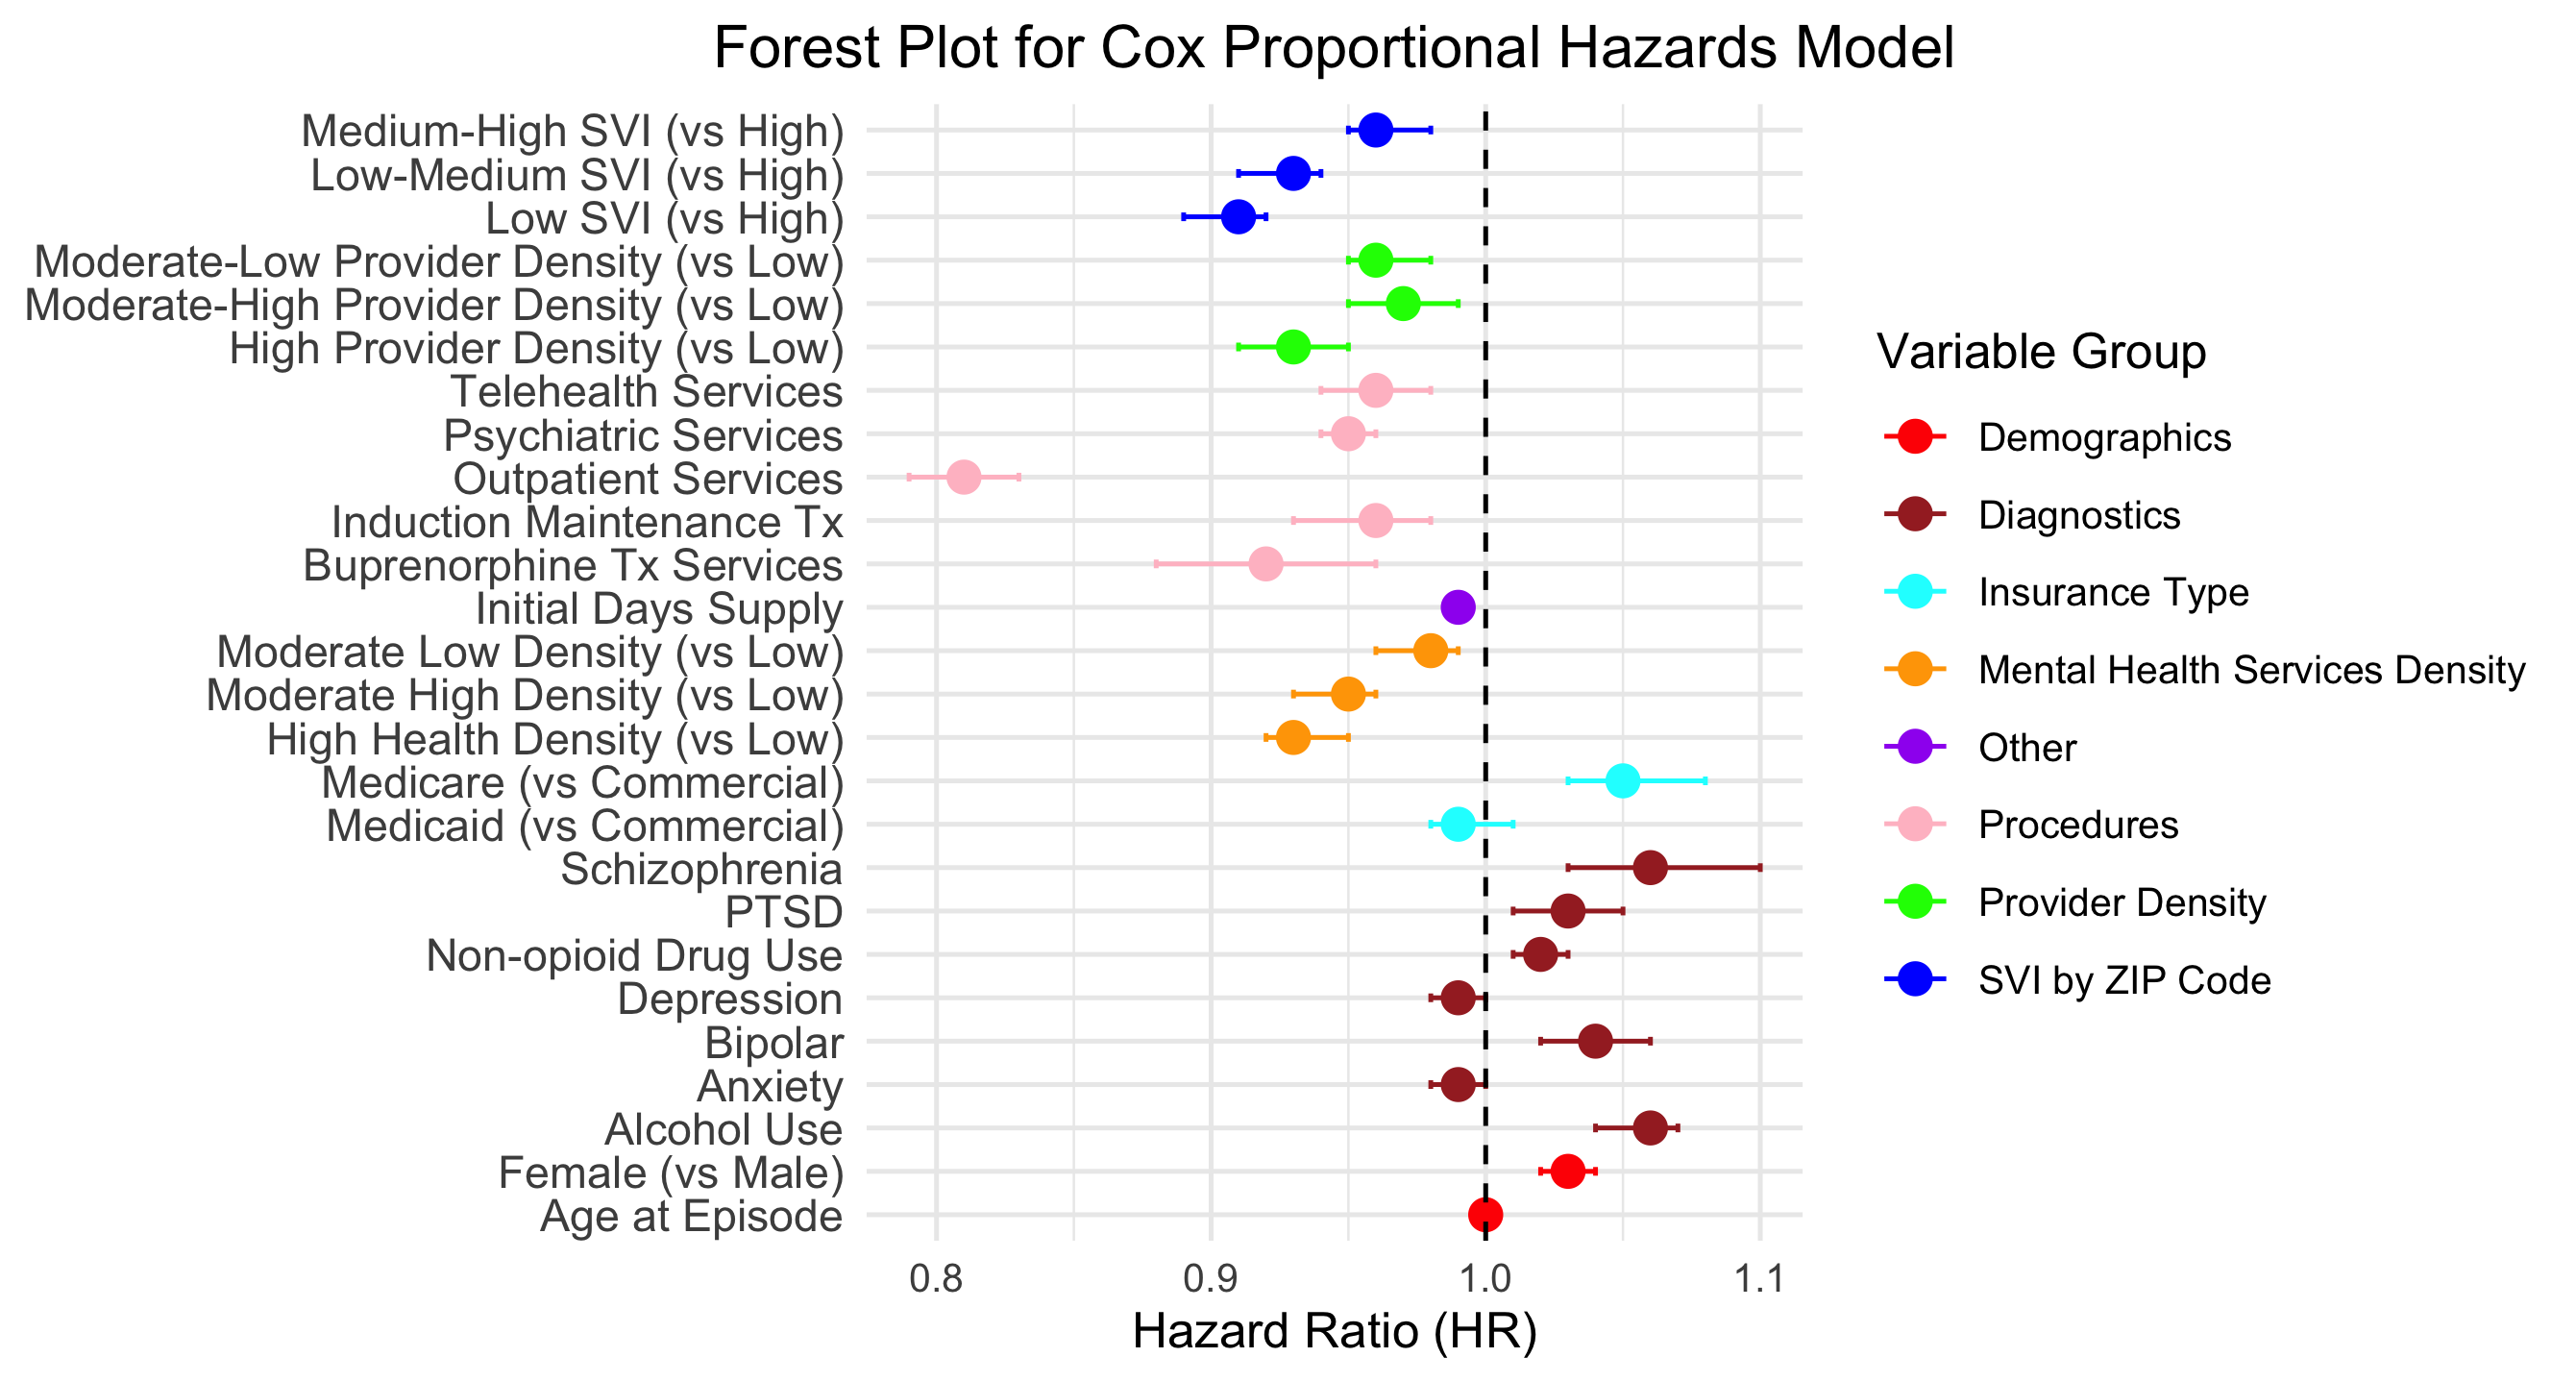 Forest Plot for Cox Proportional Hazards Model
Medium-High SVI (vs High)
Low-Medium SVI (vs High)
Low SVI (vs High)
Moderate-Low Provider Density (vs Low)
Moderate-High Provider Density (vs Low)
High Provider Density (vs Low)
Telehealth Services
Psychiatric Services
Outpatient Services
Induction Maintenance Tx
Buprenorphine Tx Services
Initial Days Supply
Moderate Low Density (vs Low)
Moderate High Density (vs Low)
High Health Density (vs Low)
Medicare (vs Commercial)
Medicaid (vs Commercial)
Schizophrenia
PTSD
Non-opioid Drug Use
Depression
Bipolar
Anxiety
Alcohol Use
Female (vs Male)
Age at Episode
0.8 0.9 1.0 1.1
Hazard Ratio (HR)
Variable Group
Demographics
Diagnostics
Insurance Type
Mental Health Services Density
Other
Procedures
Provider Density
SVI by ZIP Code